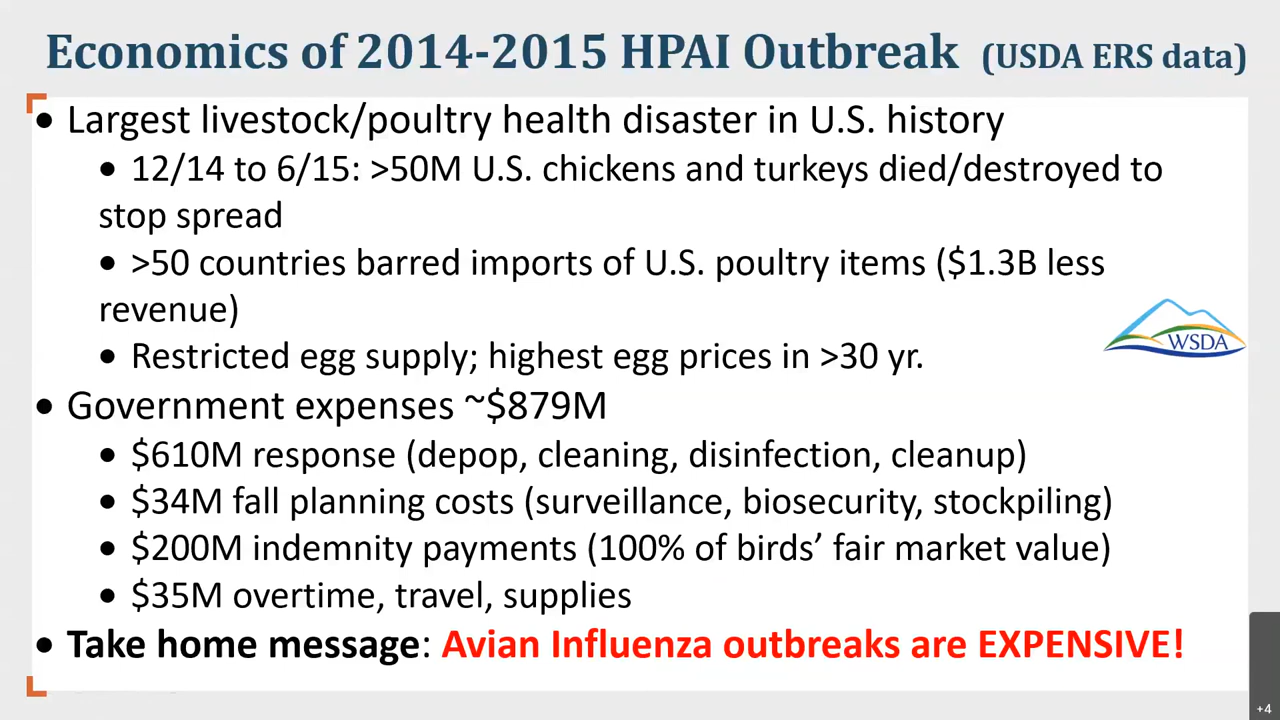 Economics of 2014-2015 HPAI Outbreak (USDA ERS data)
• Largest livestock/poultry health disaster in U.S. history
• 12/14 to 6/15: >50M U.S. chickens and turkeys died/destroyed to
stop spread
• >50 countries barred imports of U.S. poultry items ($1.3B less
revenue)
• Restricted egg supply; highest egg prices in >30 yr.
WSDA
• Government expenses ~$879M
• $610M response (depop, cleaning, disinfection, cleanup)
• $34M fall planning costs (surveillance, biosecurity, stockpiling)
• $200M indemnity payments (100% of birds’ fair market value)
• $35M overtime, travel, supplies
• Take home message: Avian Influenza outbreaks are EXPENSIVE!
+4